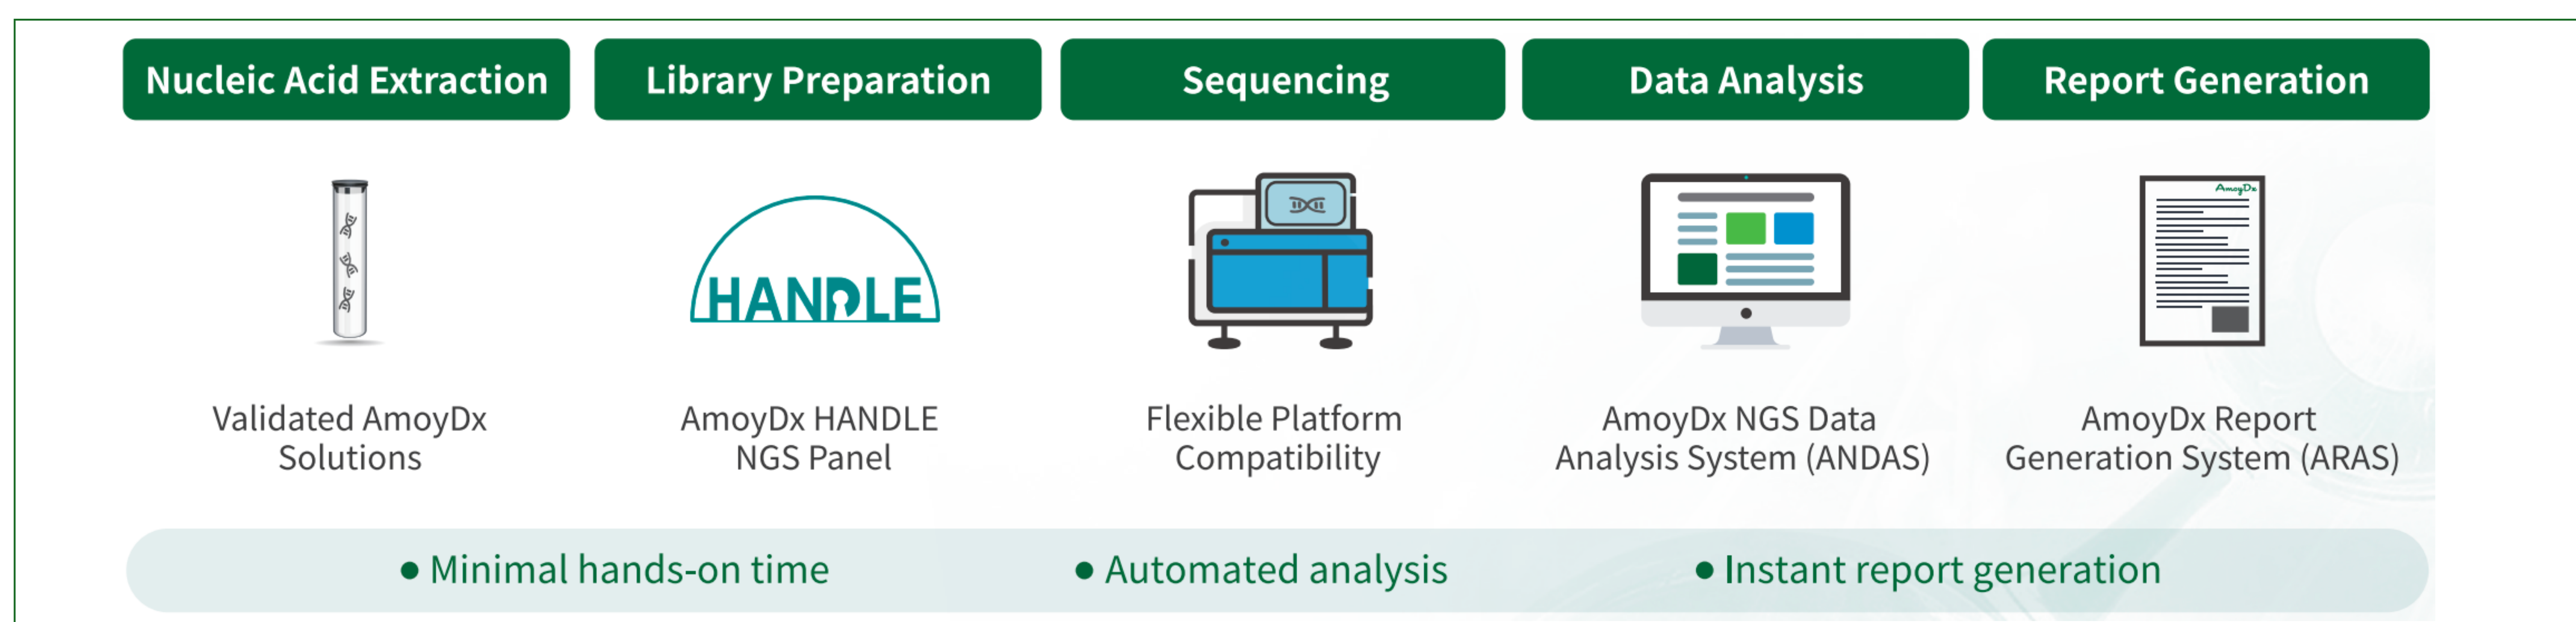 Nucleic Acid Extraction
Library Preparation
Sequencing
Data Analysis
Report Generation
HANDLE
AmoyDx
Validated AmoyDx
Solutions
AmoyDx HANDLE
NGS Panel
Flexible Platform
Compatibility
AmoyDx NGS Data
Analysis System (ANDAS)
AmoyDx Report
Generation System (ARAS)
• Minimal hands-on time
• Automated analysis
• Instant report generation